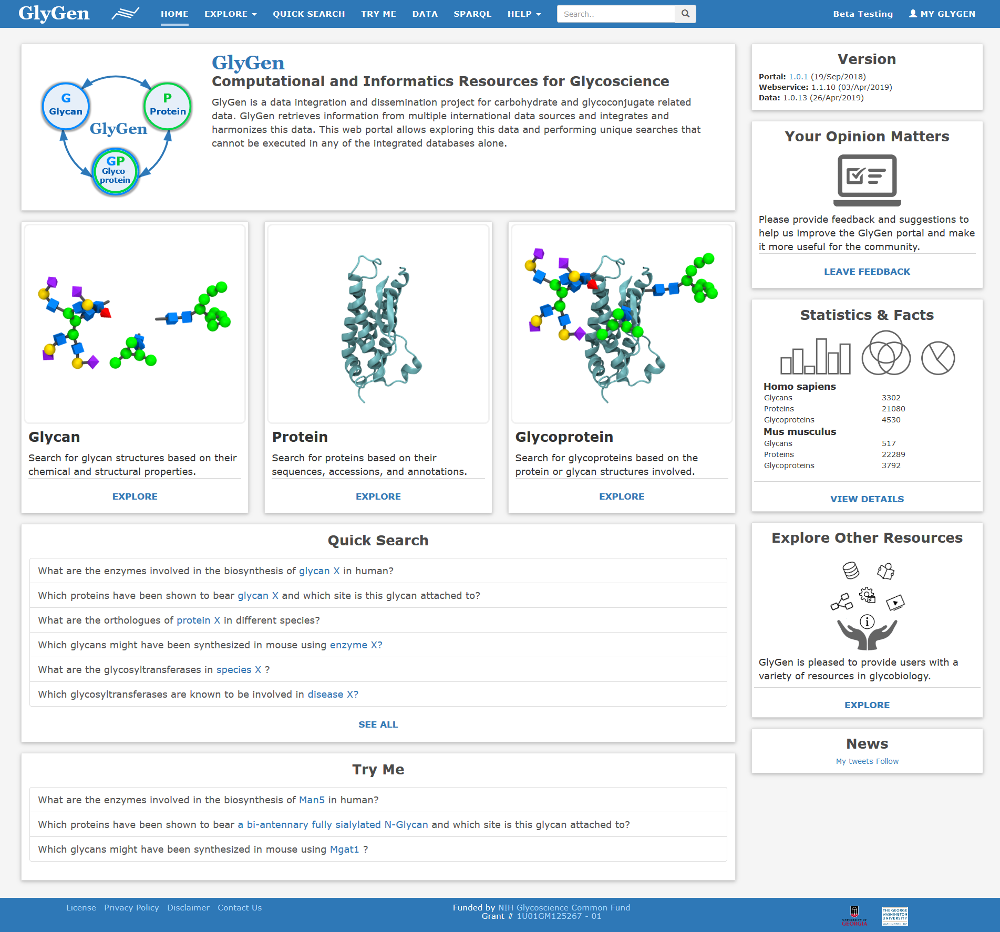 GlyGen
HOME
EXPLORE
QUICK SEARCH
TRY ME
DATA
SPARQL
HELP
Search..
Beta Testing
MY GLYGEN
G
Glycan
P
Protein
GlyGen
GP
Glyco-
protein
GlyGen
Computational and Informatics Resources for Glycoscience
GlyGen is a data integration and dissemination project for carbohydrate and glycoconjugate related
data. GlyGen retrieves information from multiple international data sources and integrates and
harmonizes this data. This web portal allows exploring this data and performing unique searches that
cannot be executed in any of the integrated databases alone.
Glycan
Search for glycan structures based on their
chemical and structural properties.
EXPLORE
Protein
Search for proteins based on their
sequences, accessions, and annotations.
EXPLORE
Glycoprotein
Search for glycoproteins based on the
protein or glycan structures involved.
EXPLORE
Quick Search
What are the enzymes involved in the biosynthesis of glycan X in human?
Which proteins have been shown to bear glycan X and which site is this glycan attached to?
What are the orthologues of protein X in different species?
Which glycans might have been synthesized in mouse using enzyme X?
What are the glycosyltransferases in species X ?
Which glycosyltransferases are known to be involved in disease X?
SEE ALL
Try Me
What are the enzymes involved in the biosynthesis of Man5 in human?
Which proteins have been shown to bear a bi-antennary fully sialylated N-Glycan and which site is this glycan attached to?
Which glycans might have been synthesized in mouse using Mgat1 ?
Version
Portal: 1.0.1 (19/Sep/2018)
Webservice: 1.1.10 (03/Apr/2019)
Data: 1.0.13 (26/Apr/2019)
Your Opinion Matters
Please provide feedback and suggestions to
help us improve the GlyGen portal and make
it more useful for the community.
LEAVE FEEDBACK
Statistics & Facts
Homo sapiens
Glycans 3302
Proteins 21080
Glycoproteins 4530
Mus musculus
Glycans 517
Proteins 22289
Glycoproteins 3792
VIEW DETAILS
Explore Other Resources
i
GlyGen is pleased to provide users with a
variety of resources in glycobiology.
EXPLORE
News
My tweets Follow
License Privacy Policy Disclaimer Contact Us
Funded by NIH Glycoscience Common Fund
Grant # 1U01GM125267 - 01
UNIVERSITY OF
GEORGIA
THE GEORGE
WASHINGTON
UNIVERSITY
WASHINGTON, DC